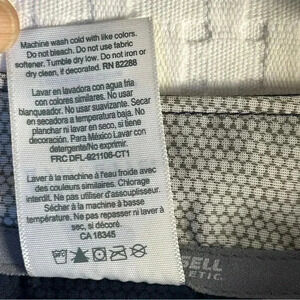 Machine wash cold with like colors.
Do not bleach. Do not use fabric
softener. Tumble dry low. Do not iron or
dry clean, if decorated. RN 82288
Lavar en lavadora con agua fria
con colores similares. No usar
blanqueador. No usar suavizante. Secar
en secadora a temperatura baja. No
planchar ni lavar en seco, si tiene
decoración Para México Lavar con
detergente/No exprimir.
FRC DFL-921106-CT1
Laver à la machine à l'eau froide avec
des couleurs similaires. Chlorage
interdit. Ne pas utiliser d'assouplissant.
Sécher à la machine à basse
température. Ne pas repasser ni laver à
sec si décoré.
CA 18345
SELL
ETIC.